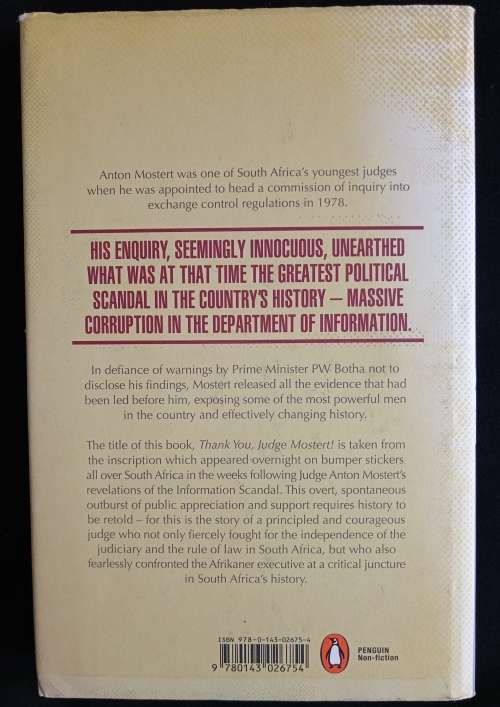 Anton Mostert was one of South Africa's youngest judges
when he was appointed to head a commission of inquiry into
exchange control regulations in 1978.
HIS ENQUIRY, SEEMINGLY INNOCUOUS, UNEARTHED
WHAT WAS AT THAT TIME THE GREATEST POLITICAL
SCANDAL IN THE COUNTRY'S HISTORY – MASSIVE
CORRUPTION IN THE DEPARTMENT OF INFORMATION.
In defiance of warnings by Prime Minister PW Botha not to
disclose his findings, Mostert released all the evidence that had
been led before him, exposing some of the most powerful men
in the country and effectively changing history.
The title of this book, Thank You, Judge Mostert! is taken from
the inscription which appeared overnight on bumper stickers
all over South Africa in the weeks following Judge Anton Mostert's
revelations of the Information Scandal. This overt, spontaneous
outburst of public appreciation and support requires history to
be retold – for this is the story of a principled and courageous
judge who not only fiercely fought for the independence of the
judiciary and the rule of law in South Africa, but who also
fearlessly confronted the Afrikaner executive at a critical juncture
in South Africa's history.
ISBN 978-0-143-02675-4
9 780143 026754
PENGUIN
Non-fiction